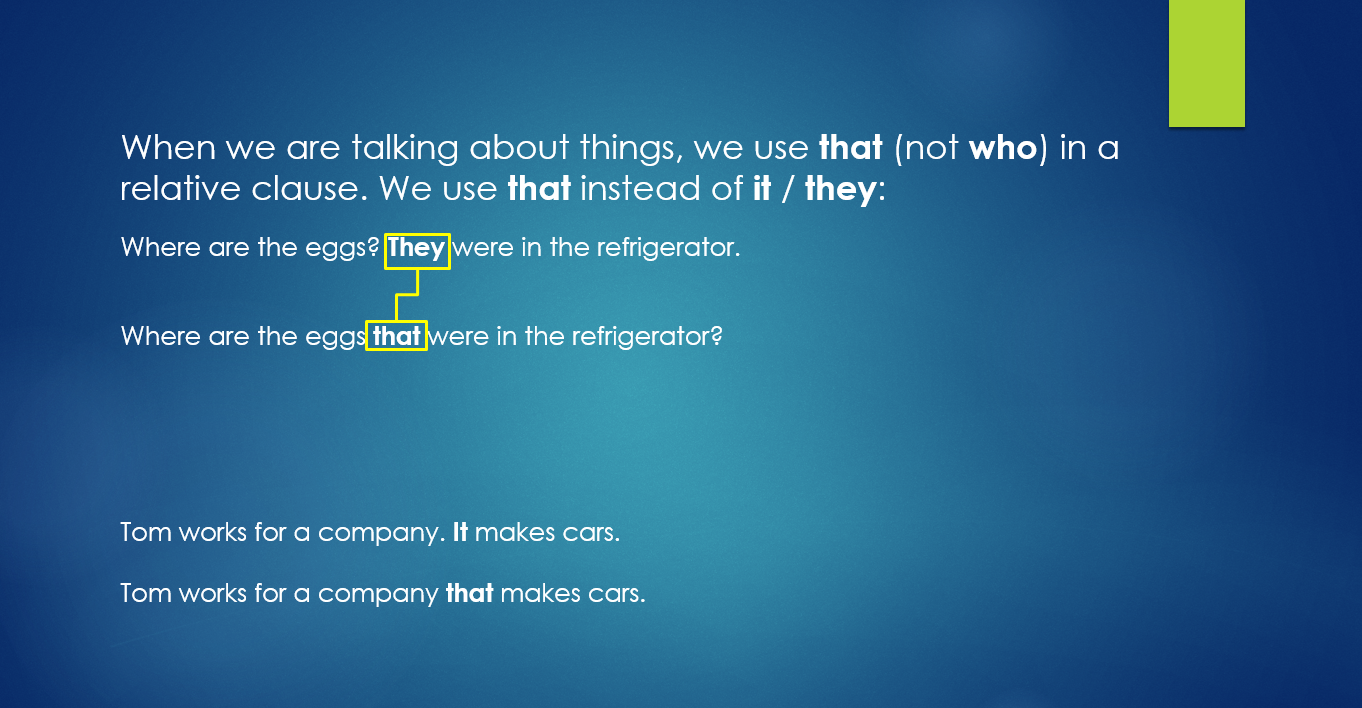 When we are talking about things, we use that (not who) in a
relative clause. We use that instead of it / they:
Where are the eggs? They were in the refrigerator.
Where are the eggs that were in the refrigerator?
Tom works for a company. It makes cars.
Tom works for a company that makes cars.